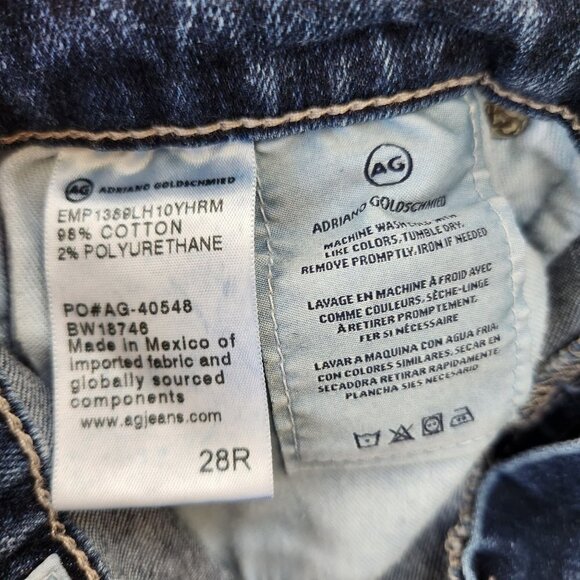 AG ADRIANO GOLDSCHMIED
EMP1389LH10YHRM
98% COTTON
2% POLYURETHANE
PO#AG-40548
BW18746
Made in Mexico of
imported fabric and
globally sourced
components
www.agjeans.com
28R
AG
ADRIANO GOLDSCHMIED
MACHINE WASH WITH
LIKE COLORS, TUMBLE DRY,
REMOVE PROMPTLY, IRON IF NEEDED
LAVAGE EN MACHINE À FROID AVEC
COMME COULEURS, SÈCHE-LINGE
À RETIRER PROMPTEMENT,
FER SI NÉCESSAIRE
LAVAR A MAQUINA CON AGUA FRIA,
CON COLORES SIMILARES, SECAR EN
SECADORA RETIRAR RAPIDAMENTE,
PLANCHA SIES NECESARIO